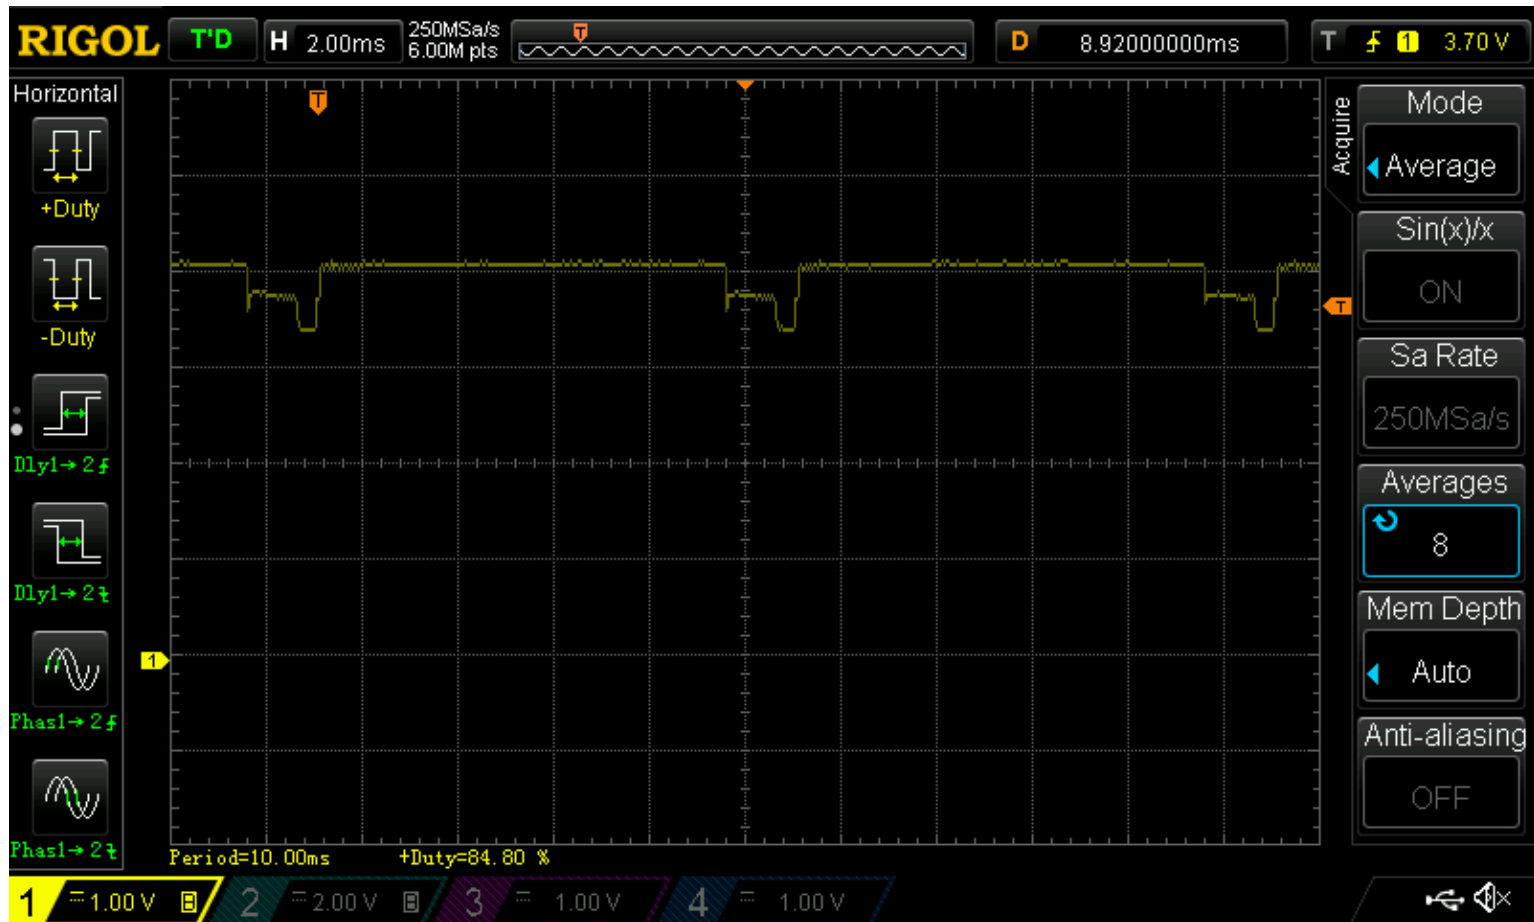 RIGOL T'D H 2.00ms 250MSa/s D 8.92000000ms T 1 3.70 V
6.00M pts
T
Horizontal
+Duty
-Duty
Dly1→2
Dly1→2
Phas1→2
Phas1→2
T
T
1
Period=10.00ms +Duty=84.80 %
Acquire
Mode
Average
Sin(x)/x
ON
Sa Rate
250MSa/s
Averages
8
Mem Depth
Auto
Anti-aliasing
OFF
1 1.00 V B 2 2.00 V B 3 1.00 V 4 1.00 V